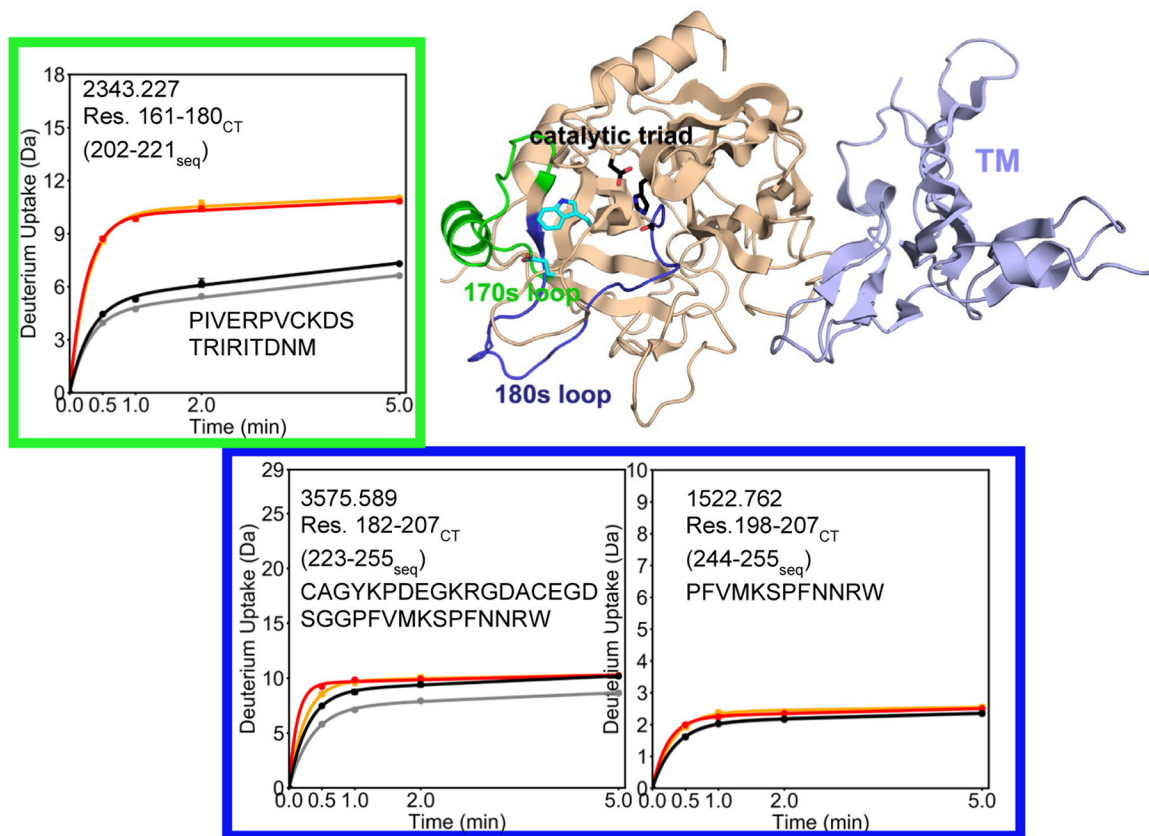 18
15
12
9
6
3
0
Deuterium Uptake (Da)
2343.227
Res. 161-180CT
(202-221seq)
PIVERPVCKDS
TRIRITDNM
0.0 0.5 1.0 2.0 5.0
Time (min)
catalytic triad
TM
170s loop
180s loop
29
25
20
15
10
5
0
Deuterium Uptake (Da)
3575.589
Res. 182-207CT
(223-255seq)
CAGYKPDEGKRGDACEGD
SGGPFVMKSPFNNRW
0.0 0.5 1.0 2.0 5.0
Time (min)
10
9
8
7
6
5
4
3
2
1
0
Deuterium Uptake (Da)
1522.762
Res.198-207CT
(244-255seq)
PFVMKSPFNNRW
0.0 0.5 1.0 2.0 5.0
Time (min)